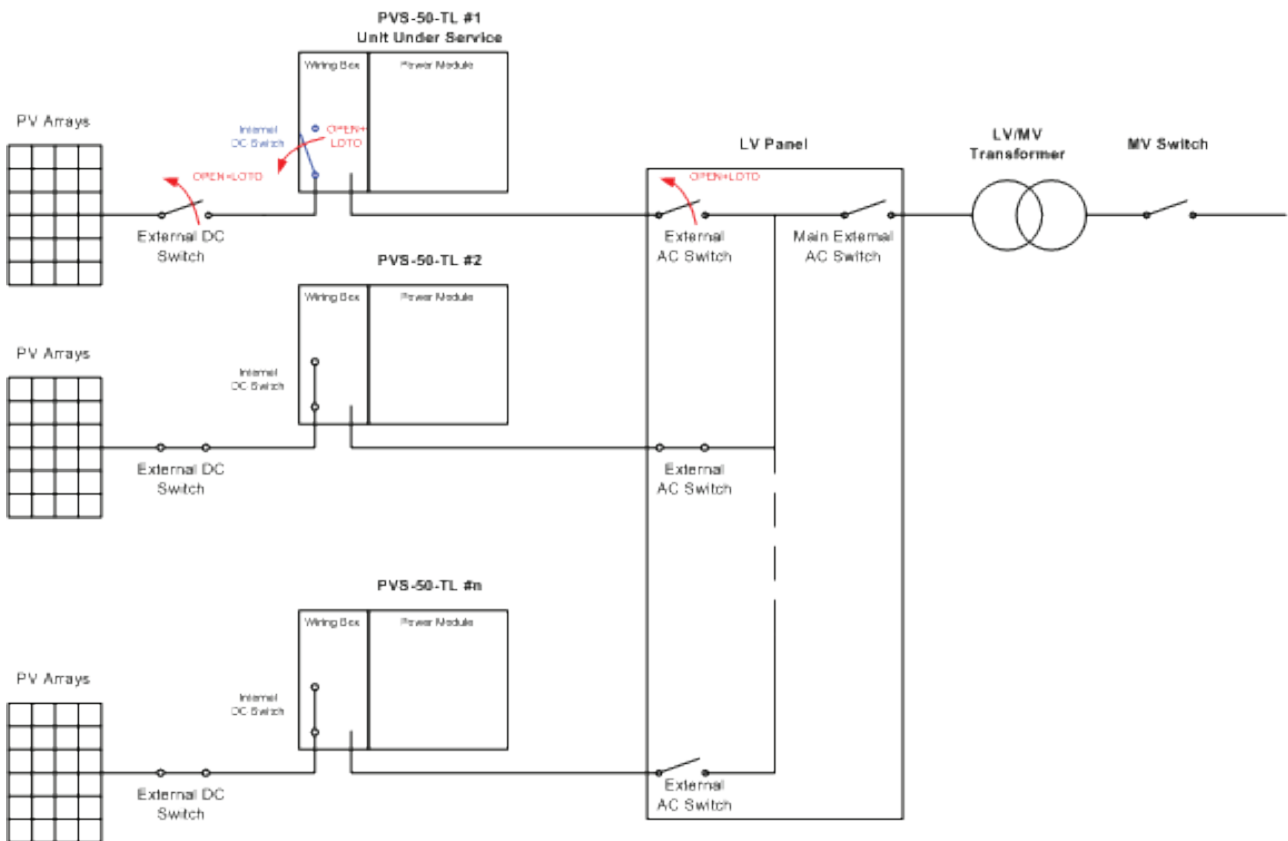 PVS-50-TL #1
Unit Under Service
Wiring Box
Power Module
PV Arrays
Internal
DC Switch
OPEN+
LOTO
OPEN+LOTO
External DC
Switch
LV Panel
OPEN+LOTO
External
AC Switch
Main External
AC Switch
LV/MV
Transformer
MV Switch
PVS-50-TL #2
Wiring Box
Power Module
PV Arrays
Internal
DC Switch
External DC
Switch
External
AC Switch
PVS-50-TL #n
Wiring Box
Power Module
PV Arrays
Internal
DC Switch
External DC
Switch
External
AC Switch